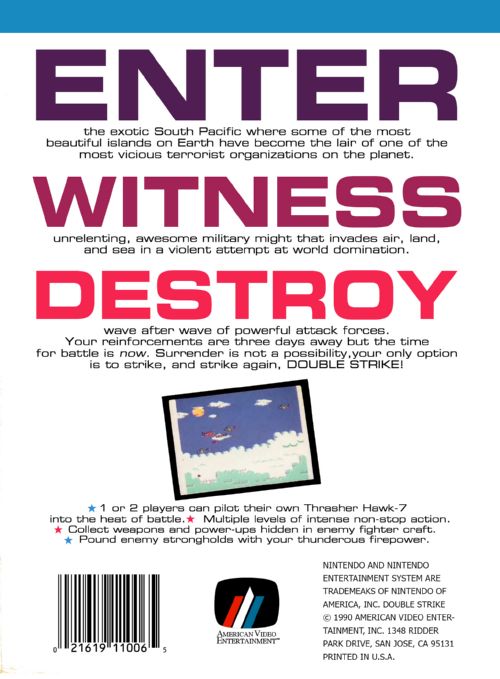 ENTER
the exotic South Pacific where some of the most
beautiful islands on Earth have become the lair of one of the
most vicious terrorist organizations on the planet.
WITNESS
unrelenting, awesome military might that invades air, land,
and sea in a violent attempt at world domination.
DESTROY
wave after wave of powerful attack forces.
Your reinforcements are three days away but the time
for battle is now. Surrender is not a possibility,your only option
is to strike, and strike again, DOUBLE STRIKE!
★ 1 or 2 players can pilot their own Thrasher Hawk-7
into the heat of battle.★ Multiple levels of intense non-stop action.
★ Collect weapons and power-ups hidden in enemy fighter craft.
★ Pound enemy strongholds with your thunderous firepower.
0 21619 11006 5
AMERICAN VIDEO
ENTERTAINMENT™
NINTENDO AND NINTENDO
ENTERTAINMENT SYSTEM ARE
TRADEMEAKS OF NINTENDO OF
AMERICA, INC. DOUBLE STRIKE
© 1990 AMERICAN VIDEO ENTER-
TAINMENT, INC. 1348 RIDDER
PARK DRIVE, SAN JOSE, CA 95131
PRINTED IN U.S.A.